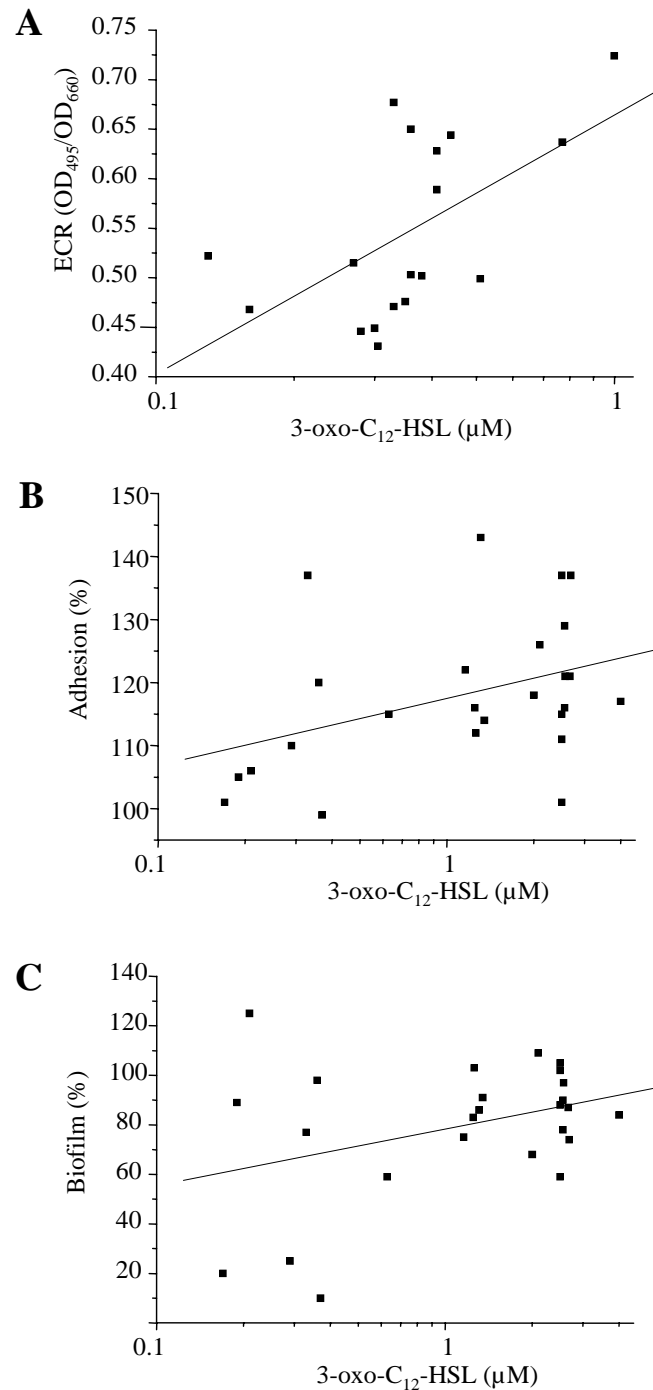 A
0.75
0.70
0.65
0.60
0.55
0.50
0.45
0.40
ECR (OD₄₉₅/OD₆₆₀)
0.1 1
3-oxo-C₁₂-HSL (µM)
B
150
140
130
120
110
100
Adhesion (%)
0.1 1
3-oxo-C₁₂-HSL (µM)
C
140
120
100
80
60
40
20
Biofilm (%)
0.1 1
3-oxo-C₁₂-HSL (µM)